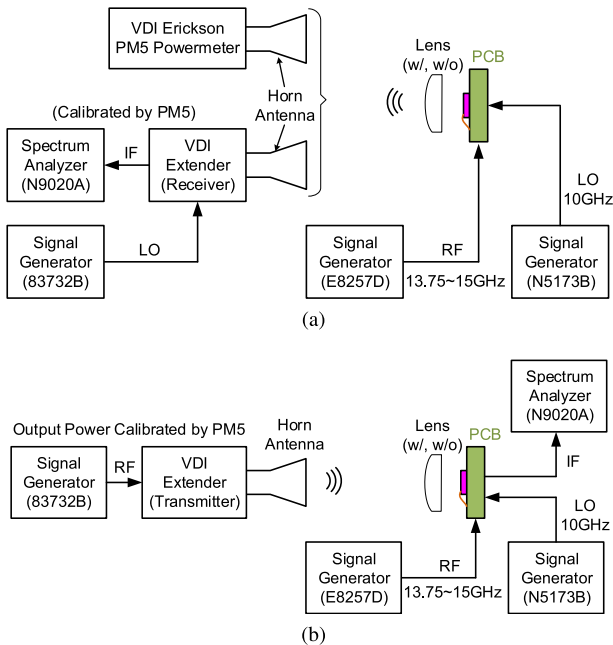 VDI Erickson
PM5 Powermeter
(Calibrated by PM5)
Horn
Antenna
Spectrum
Analyzer
(N9020A)
IF
VDI
Extender
(Receiver)
Signal
Generator
(83732B)
LO
Lens
(w/, w/o)
PCB
LO
10GHz
Signal
Generator
(E8257D)
RF
13.75~15GHz
Signal
Generator
(N5173B)
(a)
Output Power Calibrated by PM5
Signal
Generator
(83732B)
RF
VDI
Extender
(Transmitter)
Horn
Antenna
Lens
(w/, w/o)
PCB
Spectrum
Analyzer
(N9020A)
IF
LO
10GHz
Signal
Generator
(E8257D)
RF
13.75~15GHz
Signal
Generator
(N5173B)
(b)